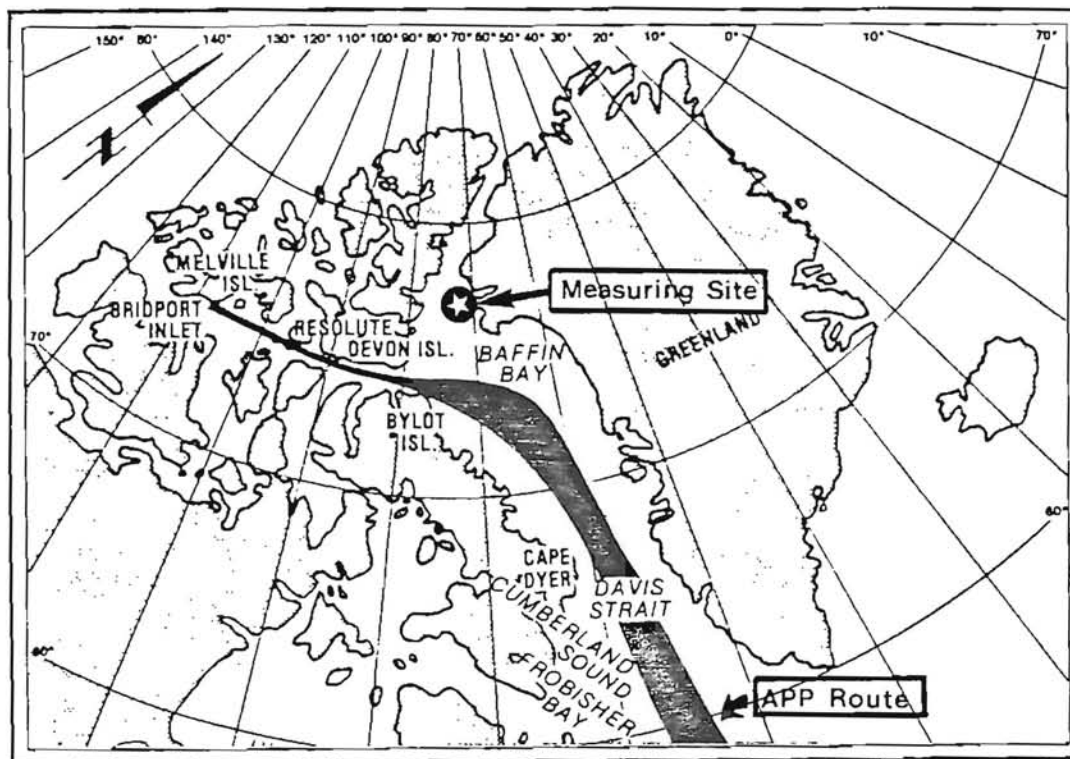 150° 80° 140° 130° 120° 110° 100° 90° 80° 70° 60° 50° 40° 30° 20° 10° 0° 10° 70°
N
MELVILLE
ISL.
BRIDPORT
INLET
Measuring Site
RESOLUTE
DEVON ISL.
BAFFIN
BAY
GREENLAND
70°
BYLOT
ISL.
60°
CAPE
DYER
DAVIS
STRAIT
CUMBERLAND
SOUND
FROBISHER
BAY
60°
APP Route